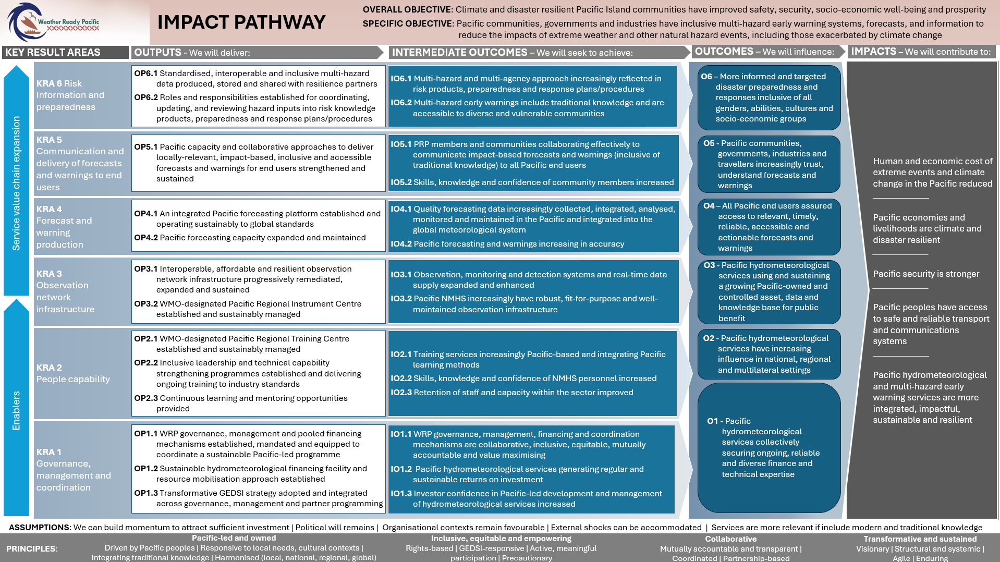 Weather Ready Pacific
IMPACT PATHWAY
OVERALL OBJECTIVE: Climate and disaster resilient Pacific Island communities have improved safety, security, socio-economic well-being and prosperity
SPECIFIC OBJECTIVE: Pacific communities, governments and industries have inclusive multi-hazard early warning systems, forecasts, and information to
reduce the impacts of extreme weather and other natural hazard events, including those exacerbated by climate change
KEY RESULT AREAS
OUTPUTS - We will deliver:
INTERMEDIATE OUTCOMES – We will seek to achieve:
OUTCOMES – We will influence:
IMPACTS – We will contribute to:
Service value chain expansion
Enablers
KRA 6 Risk
Information and
preparedness
OP6.1 Standardised, interoperable and inclusive multi-hazard
data produced, stored and shared with resilience partners
OP6.2 Roles and responsibilities established for coordinating,
updating, and reviewing hazard inputs into risk knowledge
products, preparedness and response plans/procedures
IO6.1 Multi-hazard and multi-agency approach increasingly reflected in
risk products, preparedness and response plans/procedures
IO6.2 Multi-hazard early warnings include traditional knowledge and are
accessible to diverse and vulnerable communities
O6 – More informed and targeted
disaster preparedness and
responses inclusive of all
genders, abilities, cultures and
socio-economic groups
KRA 5
Communication and
delivery of forecasts
and warnings to end
users
OP5.1 Pacific capacity and collaborative approaches to deliver
locally-relevant, impact-based, inclusive and accessible
forecasts and warnings for end users strengthened and
sustained
IO5.1 PRP members and communities collaborating effectively to
communicate impact-based forecasts and warnings (inclusive of
traditional knowledge) to all Pacific end users
IO5.2 Skills, knowledge and confidence of community members increased
O5 - Pacific communities,
governments, industries and
travellers increasingly trust,
understand forecasts and
warnings
KRA 4
Forecast and
warning
production
OP4.1 An integrated Pacific forecasting platform established and
operating sustainably to global standards
OP4.2 Pacific forecasting capacity expanded and maintained
IO4.1 Quality forecasting data increasingly collected, integrated, analysed,
monitored and maintained in the Pacific and integrated into the
global meteorological system
IO4.2 Pacific forecasting and warnings increasing in accuracy
O4 – All Pacific end users assured
access to relevant, timely,
reliable, accessible and
actionable forecasts and
warnings
KRA 3
Observation
network
infrastructure
OP3.1 Interoperable, affordable and resilient observation
network infrastructure progressively remediated,
expanded and sustained
OP3.2 WMO-designated Pacific Regional Instrument Centre
established and sustainably managed
IO3.1 Observation, monitoring and detection systems and real-time data
supply expanded and enhanced
IO3.2 Pacific NMHS increasingly have robust, fit-for-purpose and well-
maintained observation infrastructure
O3 - Pacific hydrometeorological
services using and sustaining
a growing Pacific-owned and
controlled asset, data and
knowledge base for public
benefit
KRA 2
People capability
OP2.1 WMO-designated Pacific Regional Training Centre
established and sustainably managed
OP2.2 Inclusive leadership and technical capability
strengthening programmes established and delivering
ongoing training to industry standards
OP2.3 Continuous learning and mentoring opportunities
provided
IO2.1 Training services increasingly Pacific-based and integrating Pacific
learning methods
IO2.2 Skills, knowledge and confidence of NMHS personnel increased
IO2.3 Retention of staff and capacity within the sector improved
O2 - Pacific hydrometeorological
services have increasing
influence in national, regional
and multilateral settings
KRA 1
Governance,
management and
coordination
OP1.1 WRP governance, management and pooled financing
mechanisms established, mandated and equipped to
coordinate a sustainable Pacific-led programme
OP1.2 Sustainable hydrometeorological financing facility and
resource mobilisation approach established
OP1.3 Transformative GEDSI strategy adopted and integrated
across governance, management and partner programming
IO1.1 WRP governance, management, financing and coordination
mechanisms are collaborative, inclusive, equitable, mutually
accountable and value maximising
IO1.2 Pacific hydrometeorological services generating regular and
sustainable returns on investment
IO1.3 Investor confidence in Pacific-led development and management
of hydrometeorological services increased
O1 - Pacific
hydrometeorological
services collectively
securing ongoing, reliable
and diverse finance and
technical expertise
Human and economic cost of
extreme events and climate
change in the Pacific reduced
Pacific economies and
livelihoods are climate and
disaster resilient
Pacific security is stronger
Pacific peoples have access
to safe and reliable transport
and communications
systems
Pacific hydrometeorological
and multi-hazard early
warning services are more
integrated, impactful,
sustainable and resilient
ASSUMPTIONS: We can build momentum to attract sufficient investment | Political will remains | Organisational contexts remain favourable | External shocks can be accommodated | Services are more relevant if include modern and traditional knowledge
PRINCIPLES:
Pacific-led and owned
Driven by Pacific peoples | Responsive to local needs, cultural contexts |
Integrating traditional knowledge | Harmonised (local, national, regional, global)
Inclusive, equitable and empowering
Rights-based | GEDSI-responsive | Active, meaningful
participation | Precautionary
Collaborative
Mutually accountable and transparent |
Coordinated | Partnership-based
Transformative and sustained
Visionary | Structural and systemic |
Agile | Enduring